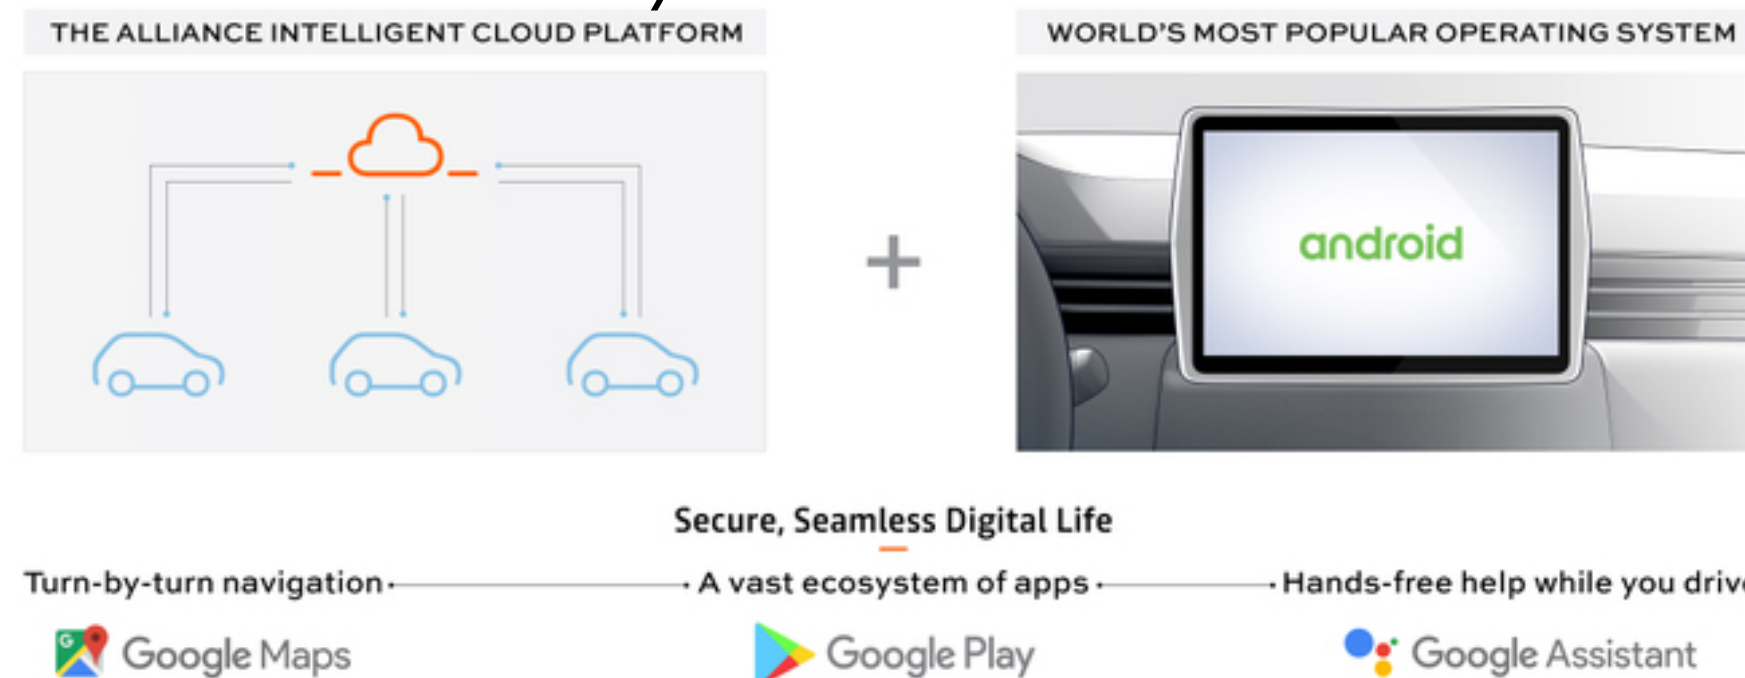 THE ALLIANCE INTELLIGENT CLOUD PLATFORM
WORLD'S MOST POPULAR OPERATING SYSTEM
android
Secure, Seamless Digital Life
Turn-by-turn navigation
A vast ecosystem of apps
Hands-free help while you drive
G
Google Maps
Google Play
Google Assistant